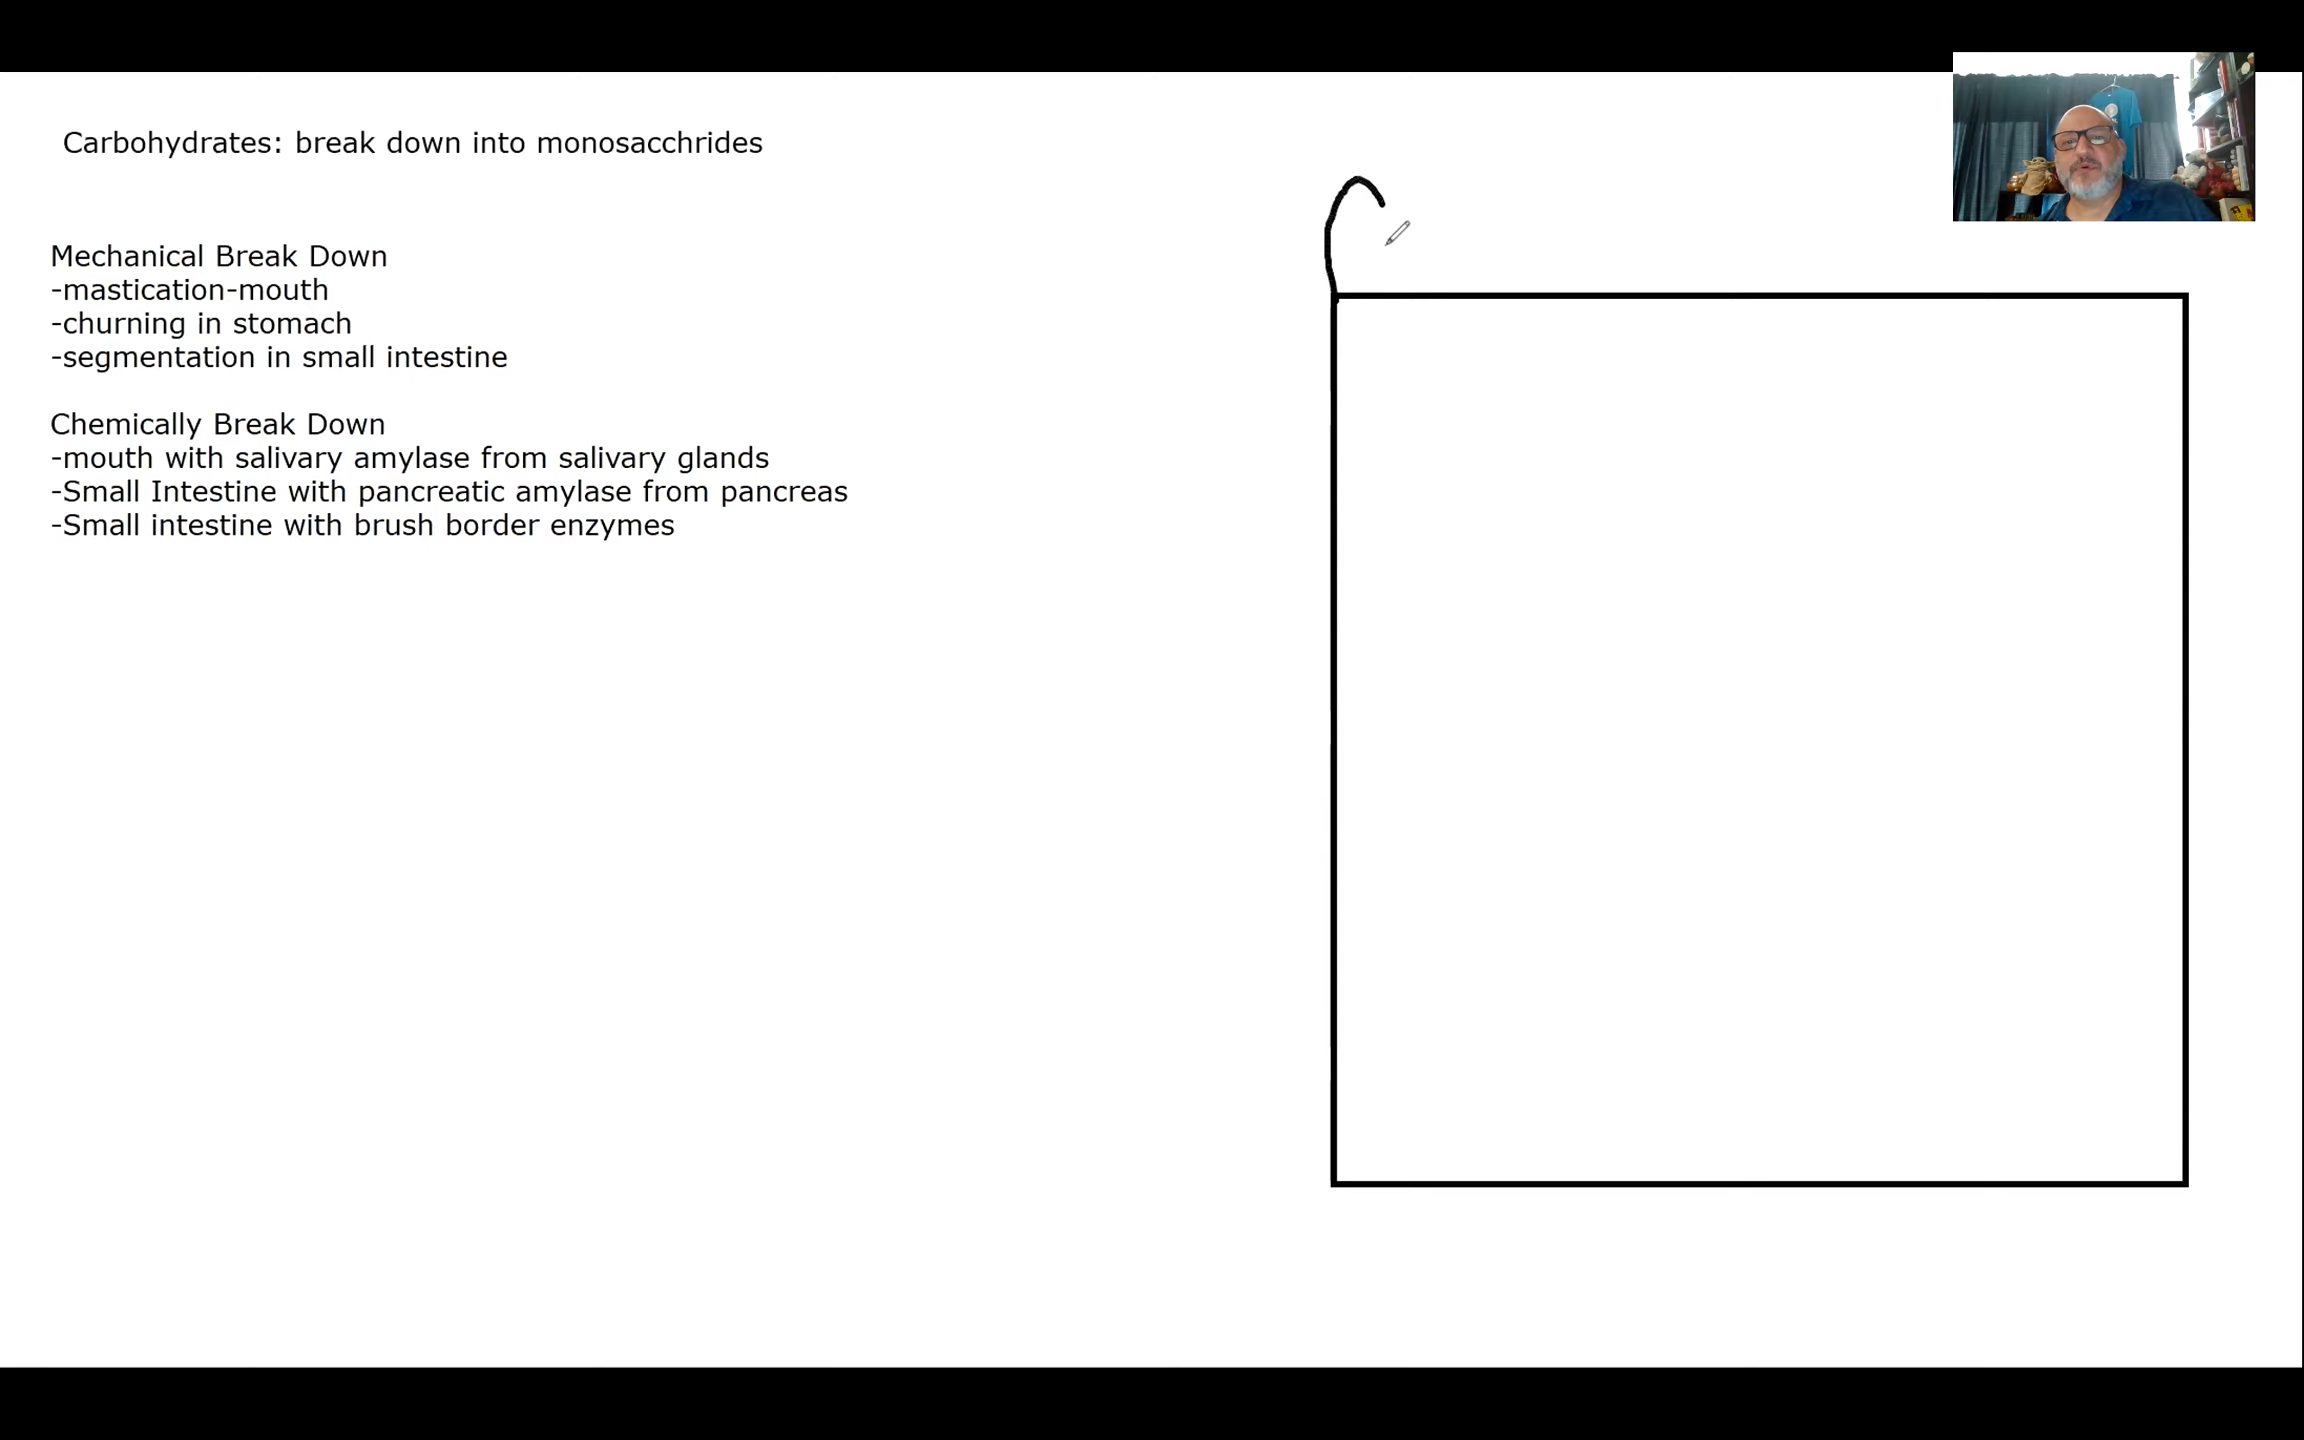 Carbohydrates: break down into monosacchrides
Mechanical Break Down
-mastication-mouth
-churning in stomach
-segmentation in small intestine
Chemically Break Down
-mouth with salivary amylase from salivary glands
-Small Intestine with pancreatic amylase from pancreas
-Small intestine with brush border enzymes